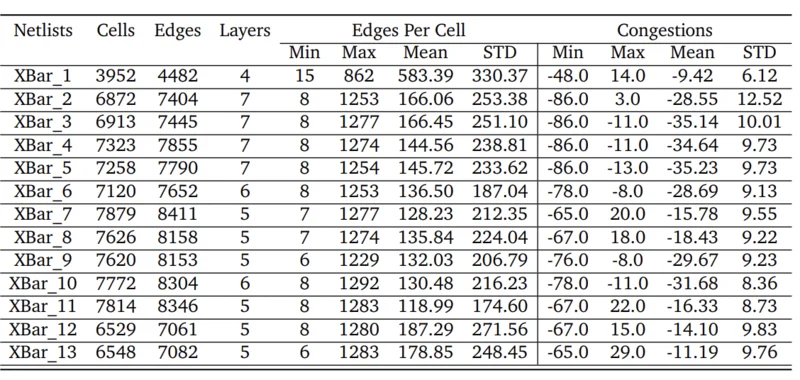 Netlists Cells Edges Layers Edges Per Cell Congestions
Min Max Mean STD Min Max Mean STD
XBar_1 3952 4482 4 15 862 583.39 330.37 -48.0 14.0 -9.42 6.12
XBar_2 6872 7404 7 8 1253 166.06 253.38 -86.0 3.0 -28.55 12.52
XBar_3 6913 7445 7 8 1277 166.45 251.10 -86.0 -11.0 -35.14 10.01
XBar_4 7323 7855 7 8 1274 144.56 238.81 -86.0 -11.0 -34.64 9.73
XBar_5 7258 7790 7 8 1254 145.72 233.62 -86.0 -13.0 -35.23 9.73
XBar_6 7120 7652 6 8 1253 136.50 187.04 -78.0 -8.0 -28.69 9.13
XBar_7 7879 8411 5 7 1277 128.23 212.35 -65.0 20.0 -15.78 9.55
XBar_8 7626 8158 5 7 1274 135.84 224.04 -67.0 18.0 -18.43 9.22
XBar_9 7620 8153 5 6 1229 132.03 206.79 -76.0 -8.0 -29.67 9.23
XBar_10 7772 8304 6 8 1292 130.48 216.23 -78.0 -11.0 -31.68 8.36
XBar_11 7814 8346 5 8 1283 118.99 174.60 -67.0 22.0 -16.33 8.73
XBar_12 6529 7061 5 8 1280 187.29 271.56 -67.0 15.0 -14.10 9.83
XBar_13 6548 7082 5 6 1283 178.85 248.45 -65.0 29.0 -11.19 9.76